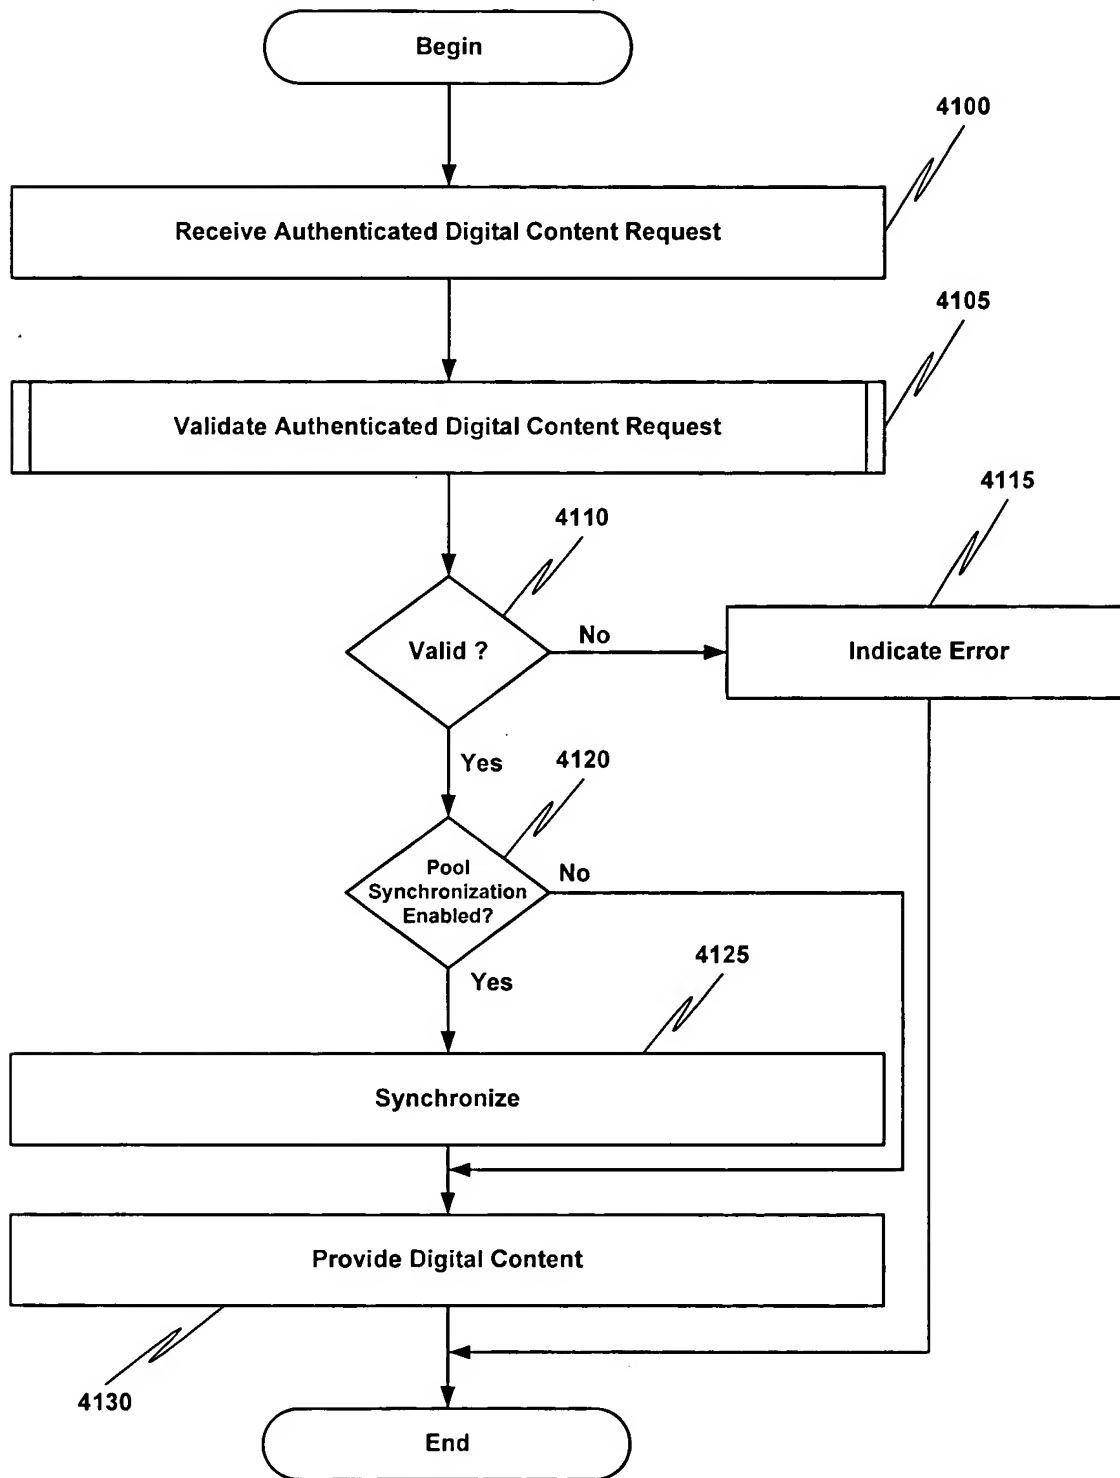 Begin
4100
Receive Authenticated Digital Content Request
4105
Validate Authenticated Digital Content Request
4110
4115
Valid ?
No
Indicate Error
Yes
4120
Pool
Synchronization
Enabled?
No
Yes
4125
Synchronize
Provide Digital Content
4130
End